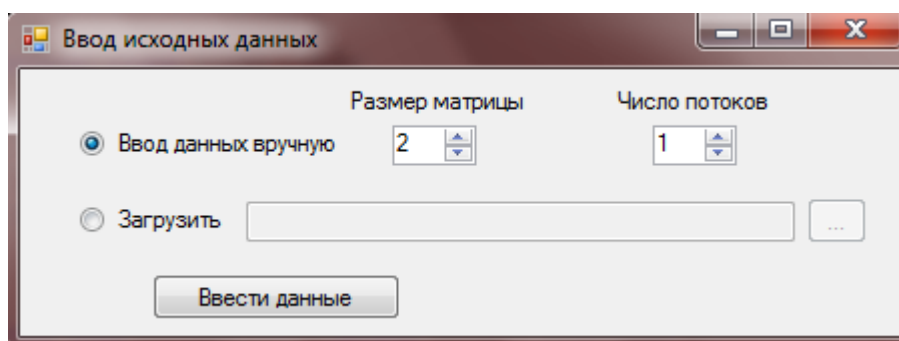 Ввод исходных данных
Размер матрицы Число потоков
Ввод данных вручную 2 1
Загрузить ...
Ввести данные